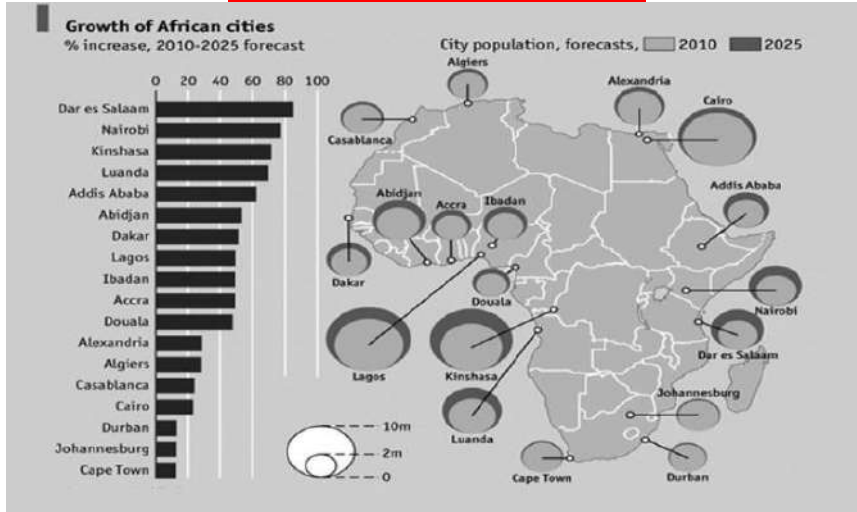 Growth of African cities
% increase, 2010-2025 forecast
0 20 40 60 80 100
Dar es Salaam
Nairobi
Kinshasa
Luanda
Addis Ababa
Abidjan
Dakar
Lagos
Ibadan
Accra
Douala
Alexandria
Algiers
Casablanca
Cairo
Durban
Johannesburg
Cape Town
10m
2m
0
City population, forecasts, 2010 2025
Algiers
Alexandria
Cairo
Casablanca
Addis Ababa
Abidjan
Accra
Ibadan
Dakar
Douala
Nairobi
Dar es Salaam
Lagos
Kinshasa
Johannesburg
Luanda
Cape Town
Durban